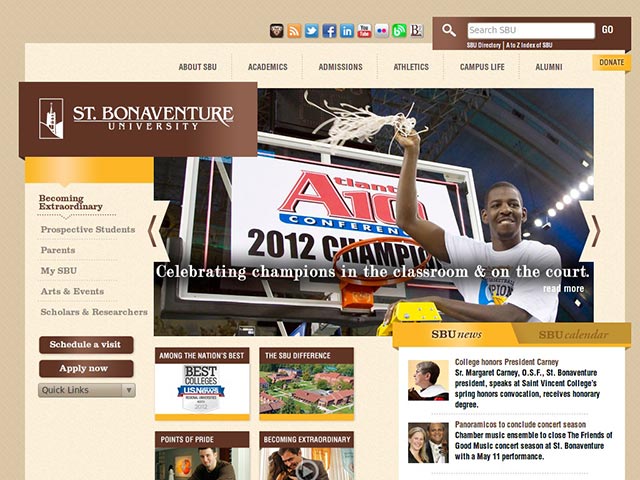 Search SBU
GO
SBU Directory | A to Z Index of SBU
ABOUT SBU
ACADEMICS
ADMISSIONS
ATHLETICS
CAMPUS LIFE
ALUMNI
DONATE
ST. BONAVENTURE
UNIVERSITY
Becoming
Extraordinary
Prospective Students
Parents
My SBU
Arts & Events
Scholars & Researchers
Schedule a visit
Apply now
Quick Links
Atlantic
A10
CONFERENCE
2012 CHAMPION
Celebrating champions in the classroom & on the court.
read more
AMONG THE NATION'S BEST
BEST
COLLEGES
U.S.News
REGIONAL UNIVERSITIES
NORTH
2012
THE SBU DIFFERENCE
POINTS OF PRIDE
BECOMING EXTRAORDINARY
SBU news
SBU calendar
College honors President Carney
Sr. Margaret Carney, O.S.F., St. Bonaventure
president, speaks at Saint Vincent College's
spring honors convocation, receives honorary
degree.
Panoramicos to conclude concert season
Chamber music ensemble to close The Friends of
Good Music concert season at St. Bonaventure
with a May 11 performance.